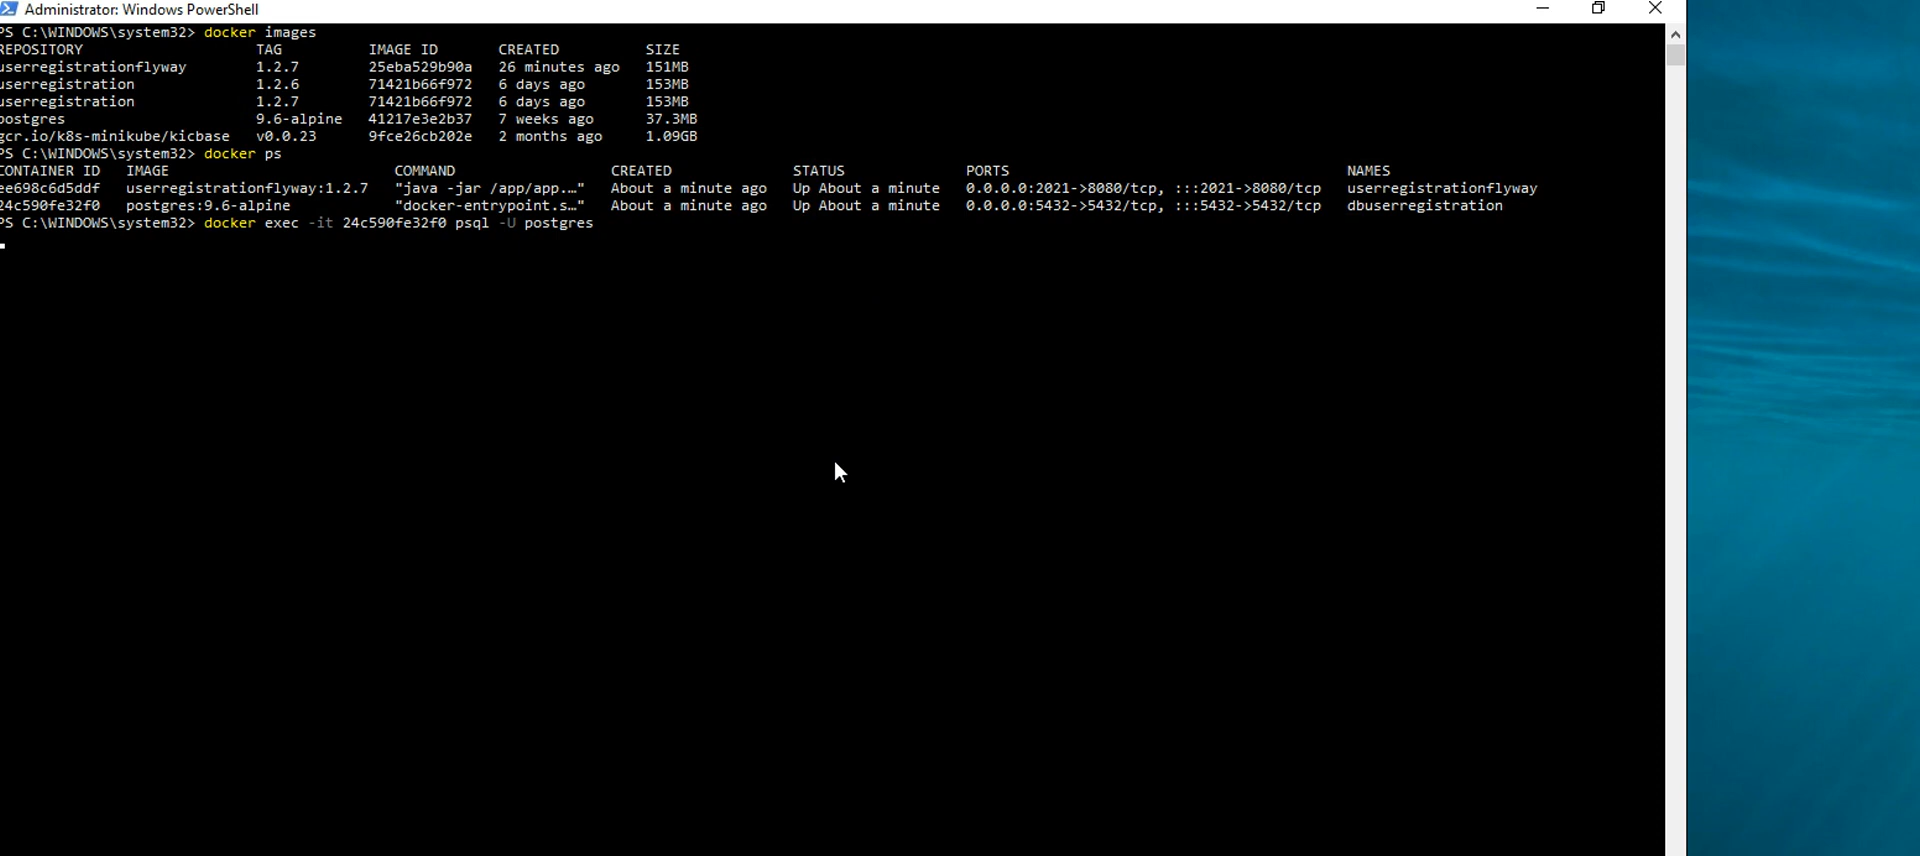 Administrator: Windows PowerShell
PS C:\WINDOWS\system32> docker images
REPOSITORY TAG IMAGE ID CREATED SIZE
userregistrationflyway 1.2.7 25eba529b90a 26 minutes ago 151MB
userregistration 1.2.6 71421b66f972 6 days ago 153MB
userregistration 1.2.7 71421b66f972 6 days ago 153MB
postgres 9.6-alpine 41217e3e2b37 7 weeks ago 37.3MB
gcr.io/k8s-minikube/kicbase v0.0.23 9fce26cb202e 2 months ago 1.09GB
PS C:\WINDOWS\system32> docker ps
CONTAINER ID IMAGE COMMAND CREATED STATUS PORTS NAMES
ee698c6d5ddf userregistrationflyway:1.2.7 "java -jar /app/app.…" About a minute ago Up About a minute 0.0.0.0:2021->8080/tcp, :::2021->8080/tcp userregistrationflyway
24c590fe32f0 postgres:9.6-alpine "docker-entrypoint.s…" About a minute ago Up About a minute 0.0.0.0:5432->5432/tcp, :::5432->5432/tcp dbuserregistration
PS C:\WINDOWS\system32> docker exec -it 24c590fe32f0 psql -U postgres